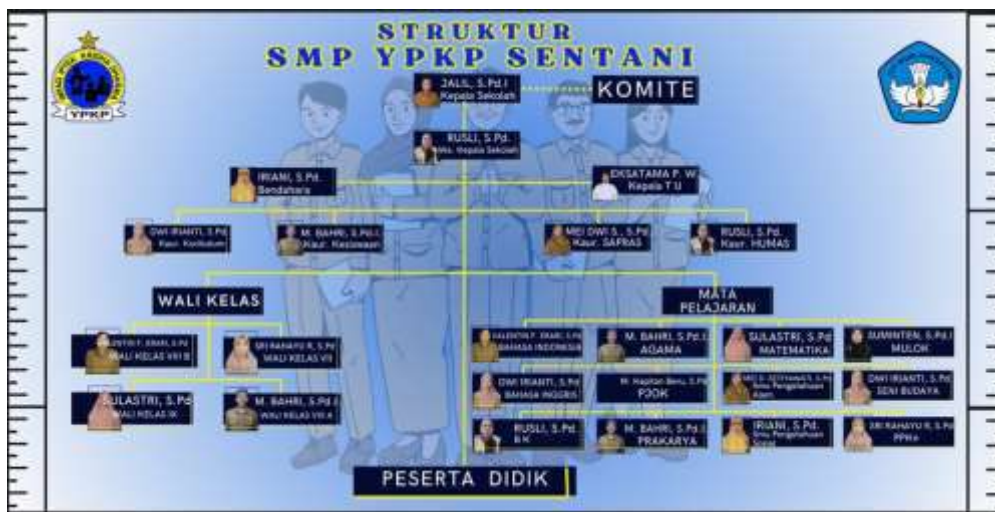 STRUKTUR
SMP YPKP SENTANI
YPKP
JALIL, S.Pd.I
Kepala Sekolah
KOMITE
RUSLI, S.Pd.
Wa. Kepala Sekolah
IRIANI, S.Pd.
Bendahara
EKSATAMA P. W.
Kepala T U
DWI IRIANTI, S.Pd.
Kaur. Kurikulum
M. BAHRI, S.Pd.I.
Kaur. Kesiswaan
MEI DWI S., S.Pd.
Kaur. SAPRAS
RUSLI, S.Pd.
Kaur. HUMAS
WALI KELAS
MATA
PELAJARAN
WALI KELAS VIII B
SRI RAHAYU R, S.Pd
WALI KELAS VII
SULASTRI, S.Pd
WALI KELAS IX
M. BAHRI, S.Pd.I
WALI KELAS VIII A
BAHASA INDONESIA
M. BAHRI, S.Pd.I.
AGAMA
SULASTRI, S.Pd
MATEMATIKA
SUMINTEN, S.Pd.I
MULOK
DWI IRIANTI, S.Pd.
BAHASA INGGRIS
S.Pd
PJOK
Ilmu Pengetahuan
Alam
DWI IRIANTI, S.Pd.
SENI BUDAYA
RUSLI, S.Pd.
BK
M. BAHRI, S.Pd.I
PRAKARYA
IRIANI, S.Pd.
Ilmu Pengetahuan
Sosial
SRI RAHAYU R, S.Pd
PPKn
PESERTA DIDIK